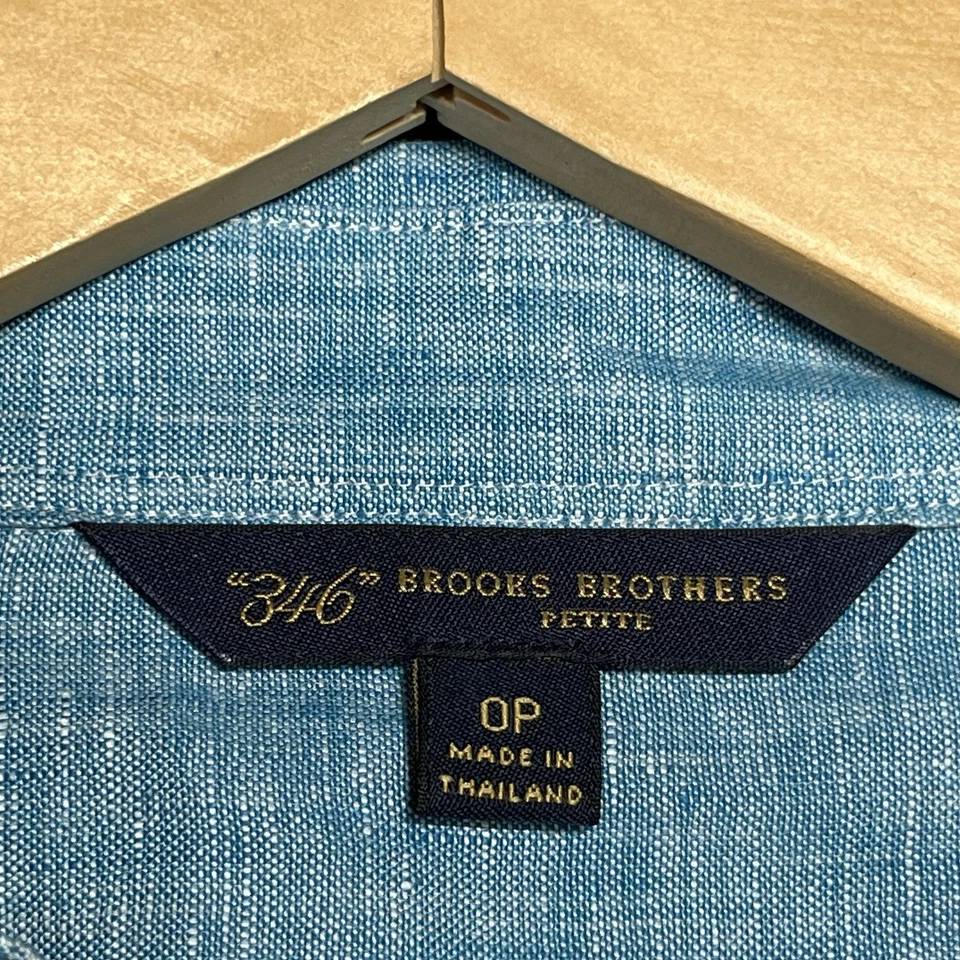 “346” BROOKS BROTHERS
PETITE
0P
MADE IN
THAILAND